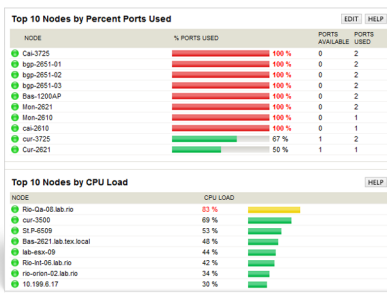 Top 10 Nodes by Percent Ports Used EDIT HELP
NODE % PORTS USED PORTS AVAILABLE PORTS USED
Cal-3725 100 % 0 2
bgp-2651-01 100 % 0 2
bgp-2651-02 100 % 0 2
bgp-2651-03 100 % 0 2
Bas-1200AP 100 % 0 2
Mon-2621 100 % 0 2
Mon-2610 100 % 0 1
cal-2610 100 % 0 1
cur-3725 67 % 1 2
Cur-2621 50 % 1 1
Top 10 Nodes by CPU Load HELP
NODE CPU LOAD
Rio-Qa-08.lab.rio 83 %
cur-3500 69 %
St.P-6509 53 %
Bas-2621.lab.tex.local 48 %
lab-esx-09 44 %
Rio-Int-06.lab.rio 42 %
rio-orion-02.lab.rio 34 %
10.199.6.17 30 %